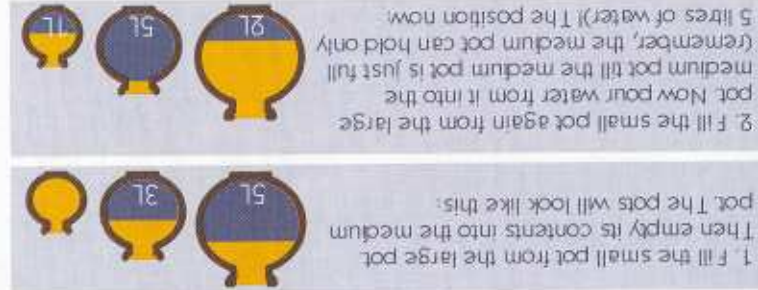 1. Fill the small pot from the large pot.
Then empty its contents into the medium
pot. The pots will look like this:
5L
3L
2. Fill the small pot again from the large
pot. Now pour water from it into the
medium pot till the medium pot is just full
(remember, the medium pot can hold only
5 litres of water)! The position now:
2L
5L
1L